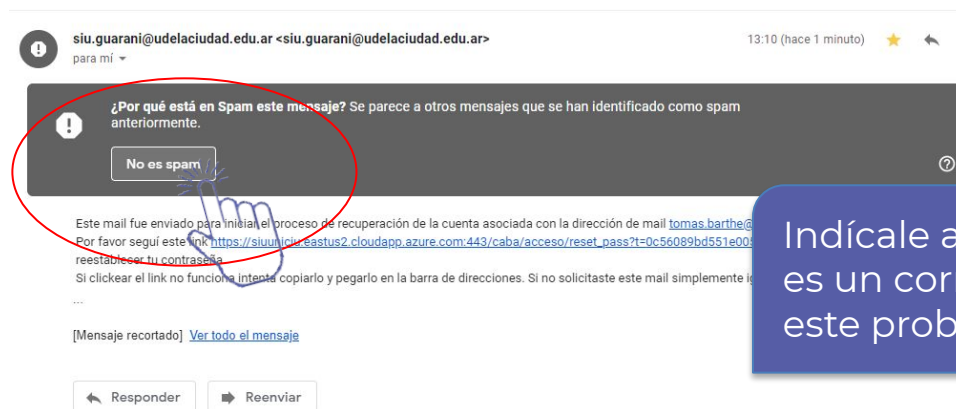 siu.guarani@udelaciudad.edu.ar <siu.guarani@udelaciudad.edu.ar>
13:10 (hace 1 minuto)
para mí
¿Por qué está en Spam este mensaje? Se parece a otros mensajes que se han identificado como spam
anteriormente.
No es spam
Este mail fue enviado para iniciar el proceso de recuperación de la cuenta asociada con la dirección de mail tomas.barthe@
Por favor seguí este link https://siuuniciu.eastus2.cloudapp.azure.com:443/caba/acceso/reset_pass?t=0c56089bd551e00
reestablecer tu contraseña
Si clickear el link no funciona intentá copiarlo y pegarlo en la barra de direcciones. Si no solicitaste este mail simplemente
...
[Mensaje recortado] Ver todo el mensaje
Responder
Reenviar
Indícale a
es un cor
este prob